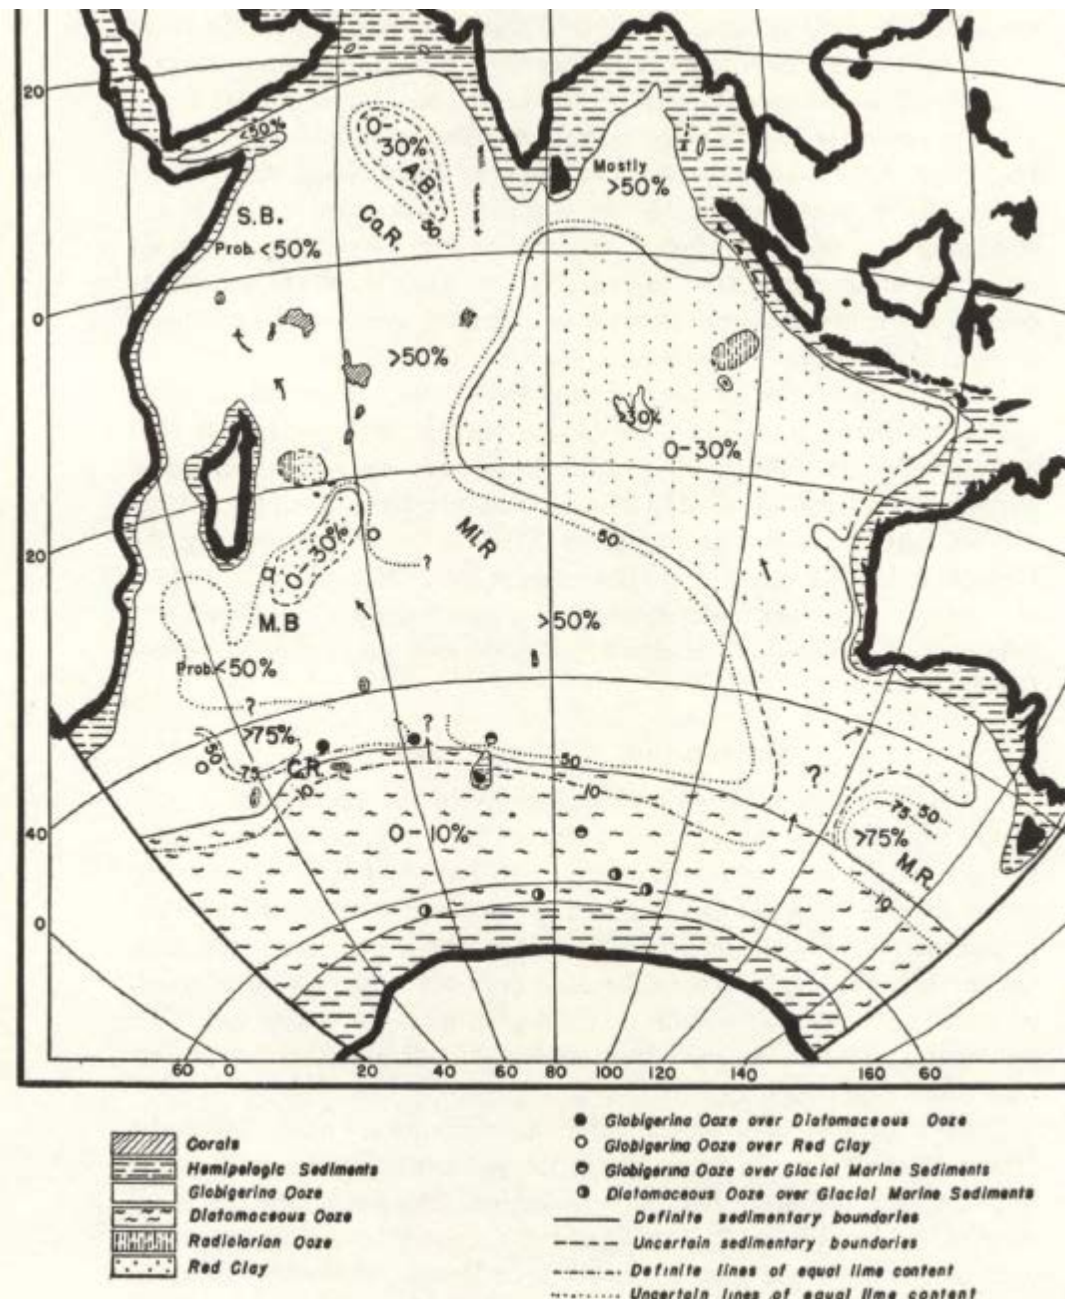 20
<50%
0-
30%
A.B.
50
Mostly
>50%
S.B.
Prob. <50%
Ca.R.
0
>50%
>30%
0-30%
0-30%
50
MI.R
?
20
M.B
>50%
Prob.<50%
?
?
>75%
50
75
C.R.
10
50
10
?
75
50
>75%
M.R.
10
40
0-10%
0
60 0 20 40 60 80 100 120 140 160 60
Corals
Hemipelagic Sediments
Globigerina Ooze
Diatomaceous Ooze
Radiolarian Ooze
Red Clay
Globigerina Ooze over Diatomaceous Ooze
Globigerina Ooze over Red Clay
Globigerina Ooze over Glacial Marine Sediments
Diatomaceous Ooze over Glacial Marine Sediments
Definite sedimentary boundaries
Uncertain sedimentary boundaries
Definite lines of equal lime content
Uncertain lines of equal lime content